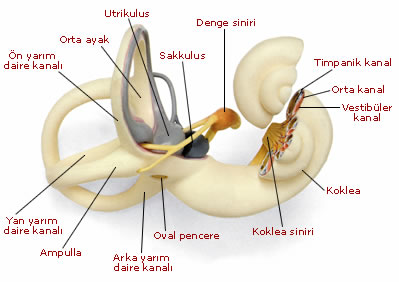 Utrikulus
Orta ayak
Denge siniri
Ön yarım
daire kanalı
Sakkulus
Timpanik kanal
Orta kanal
Vestibüler
kanal
Koklea
Yan yarım
daire kanalı
Koklea siniri
Oval pencere
Ampulla
Arka yarım
daire kanalı